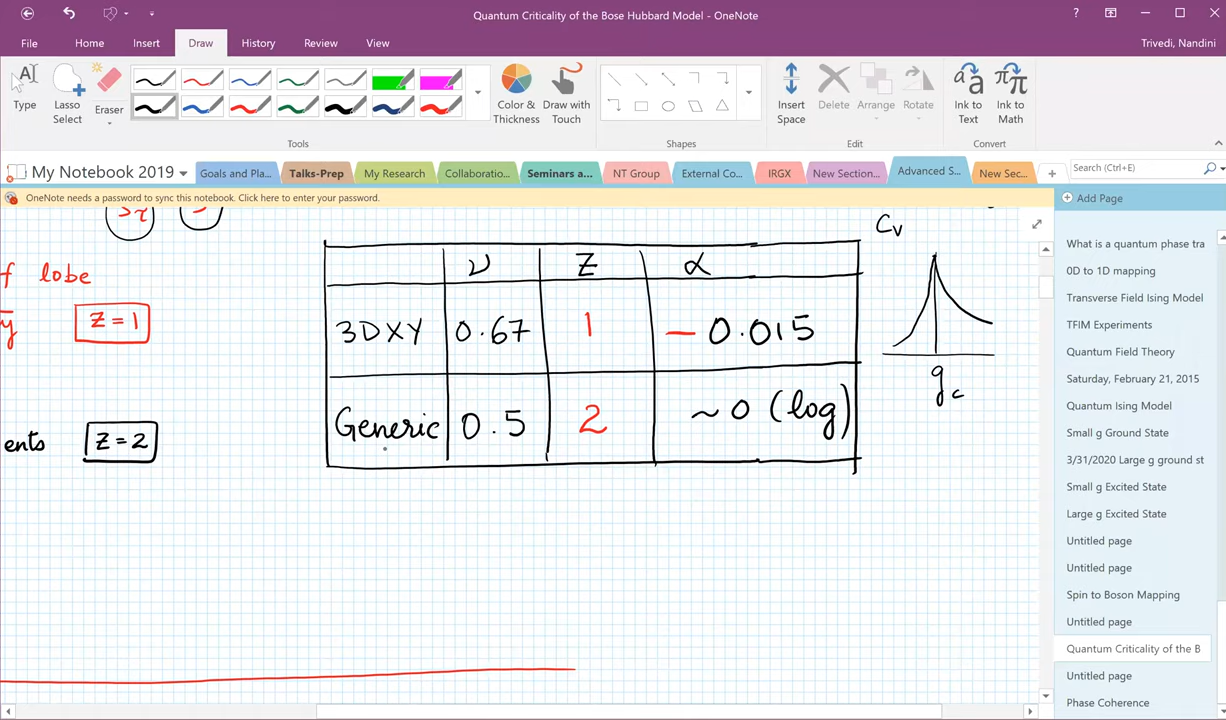 Quantum Criticality of the Bose Hubbard Model - OneNote
?
File Home Insert Draw History Review View
Trivedi, Nandini
Type
Lasso Select
Eraser
Color & Thickness
Draw with Touch
Insert Space
Delete
Arrange
Rotate
Ink to Text
Ink to Math
Tools
Shapes
Edit
Convert
My Notebook 2019
Goals and Pla...
Talks-Prep
My Research
Collaboratio...
Seminars a...
NT Group
External Co...
IRGX
New Section...
Advanced S...
New Sec...
Search (Ctrl+E)
OneNote needs a password to sync this notebook. Click here to enter your password.
Add Page
f lobe
Z = 1
ents Z = 2
ν Z α
3DXY 0.67 1 - 0.015
Generic 0.5 2 ~ 0 (log)
Cv
gc
What is a quantum phase tra
0D to 1D mapping
Transverse Field Ising Model
TFIM Experiments
Quantum Field Theory
Saturday, February 21, 2015
Quantum Ising Model
Small g Ground State
3/31/2020 Large g ground st
Small g Excited State
Large g Excited State
Untitled page
Untitled page
Spin to Boson Mapping
Untitled page
Quantum Criticality of the B
Untitled page
Phase Coherence